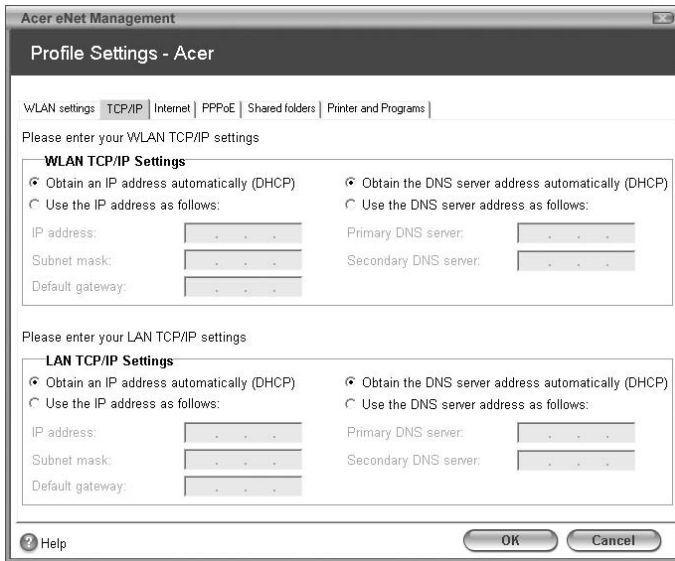 Acer eNet Management
Profile Settings - Acer
WLAN settings TCP/IP Internet PPPoE Shared folders Printer and Programs
Please enter your WLAN TCP/IP settings
WLAN TCP/IP Settings
Obtain an IP address automatically (DHCP) Obtain the DNS server address automatically (DHCP)
Use the IP address as follows: Use the DNS server address as follows:
IP address: Primary DNS server:
Subnet mask: Secondary DNS server:
Default gateway:
Please enter your LAN TCP/IP settings
LAN TCP/IP Settings
Obtain an IP address automatically (DHCP) Obtain the DNS server address automatically (DHCP)
Use the IP address as follows: Use the DNS server address as follows:
IP address: Primary DNS server:
Subnet mask: Secondary DNS server:
Default gateway:
? Help OK Cancel